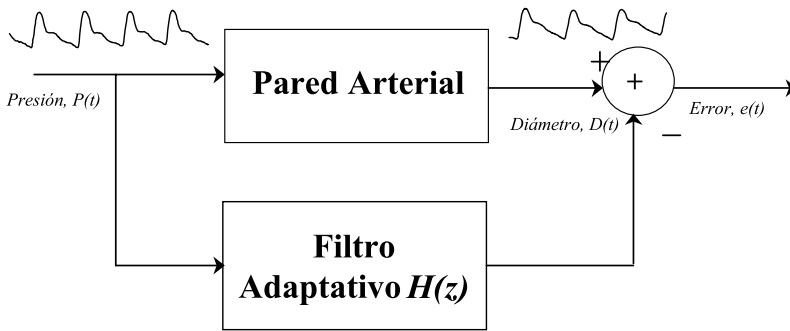 Pared Arterial
+
+
Presión, P(t)
Diámetro, D(t)
Error, e(t)
−
Filtro
Adaptativo H(z)